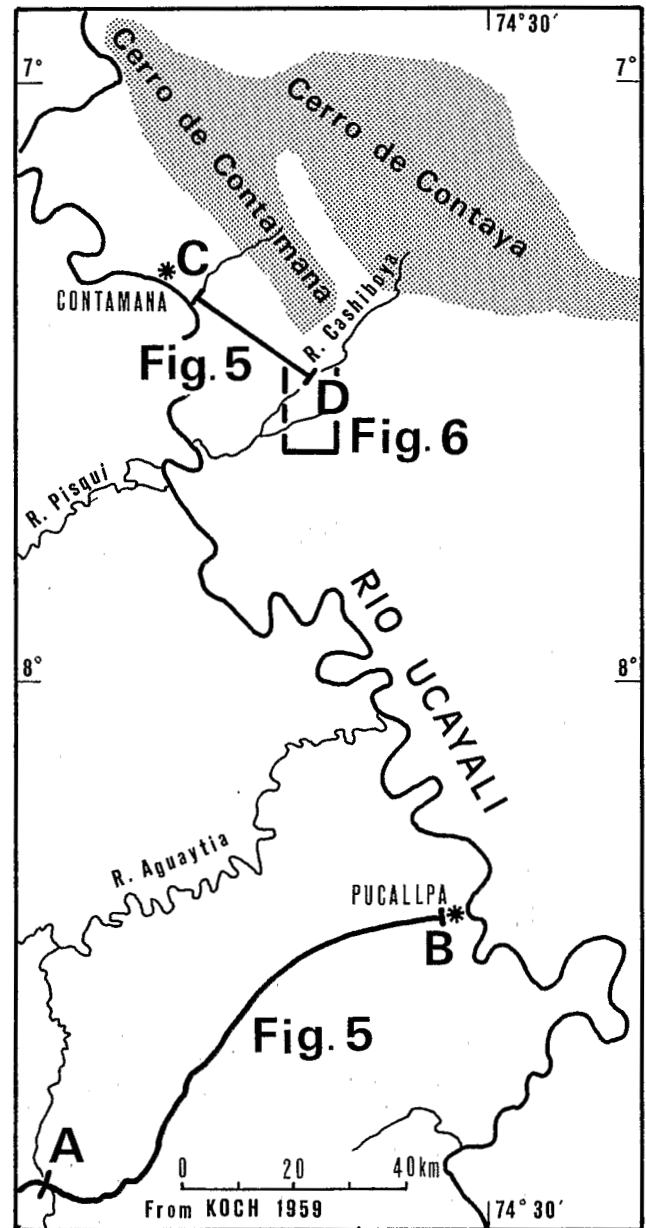 74°30′
7°
7°
Cerro de Contamana
Cerro de Contaya
C
CONTAMANA
R. Cashiboya
Fig. 5
D
Fig. 6
R. Pisqui
RIO UCAYALI
8°
8°
R. Aguaytia
PUCALLPA
B
Fig. 5
A
0 20 40km
From KOCH 1959
74°30′